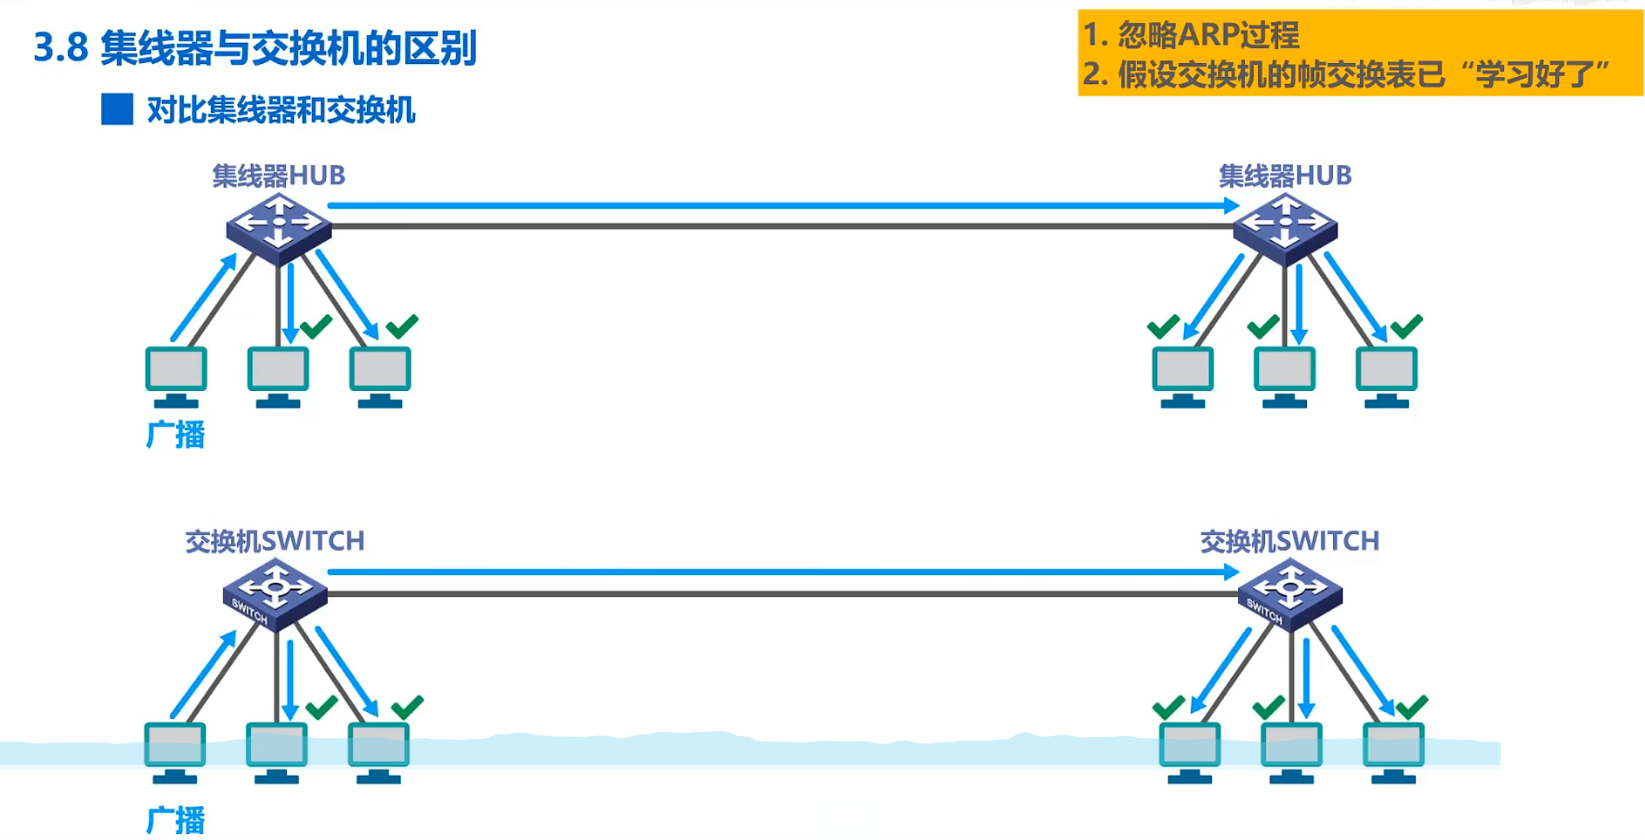 3.8 集线器与交换机的区别
1. 忽略ARP过程
2. 假设交换机的帧交换表已“学习好了”
对比集线器和交换机
集线器HUB
集线器HUB
广播
交换机SWITCH
交换机SWITCH
SWITCH
SWITCH
广播